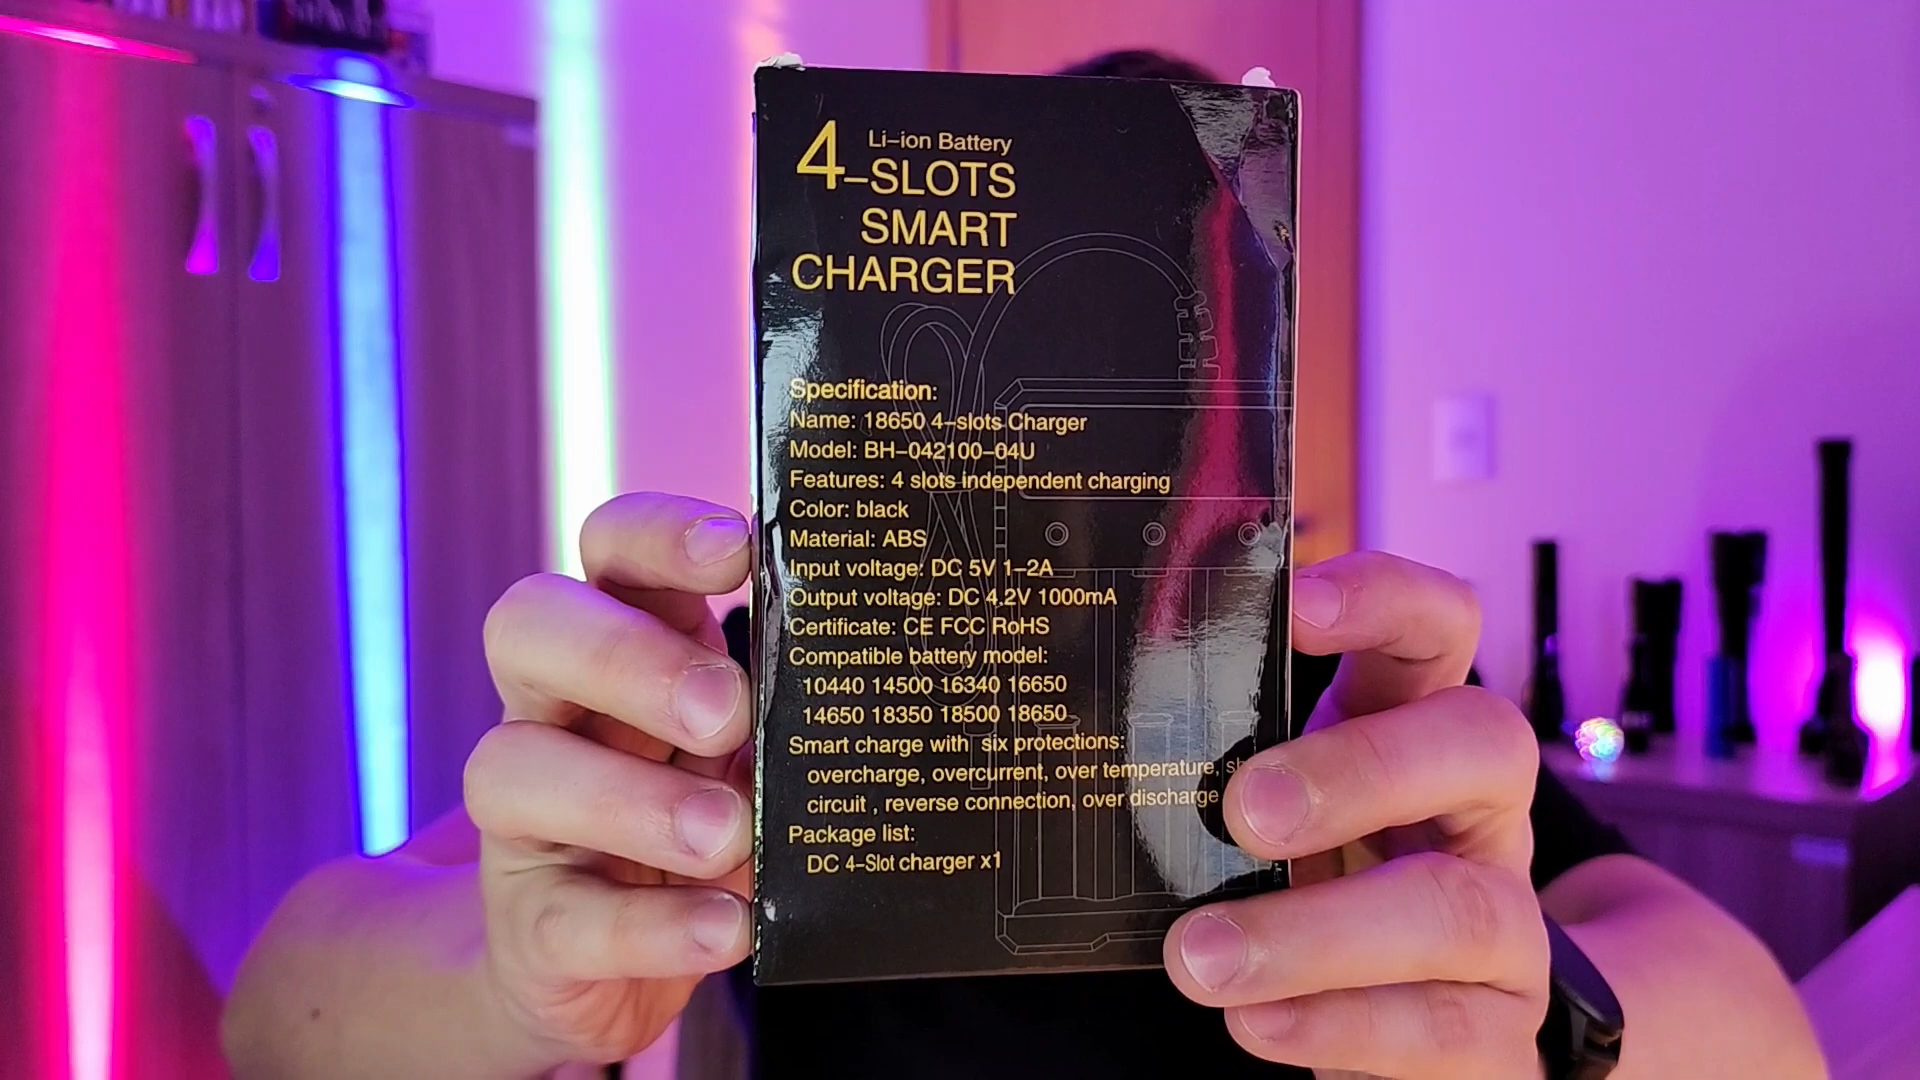 Li-ion Battery
4-SLOTS
SMART
CHARGER
Specification:
Name: 18650 4-slots Charger
Model: BH-042100-04U
Features: 4 slots independent charging
Color: black
Material: ABS
Input voltage: DC 5V 1-2A
Output voltage: DC 4.2V 1000mA
Certificate: CE FCC RoHS
Compatible battery model:
10440 14500 16340 16650
14650 18350 18500 18650
Smart charge with six protections:
overcharge, overcurrent, over temperature,
circuit , reverse connection, over discharge
Package list:
DC 4-Slot charger x1